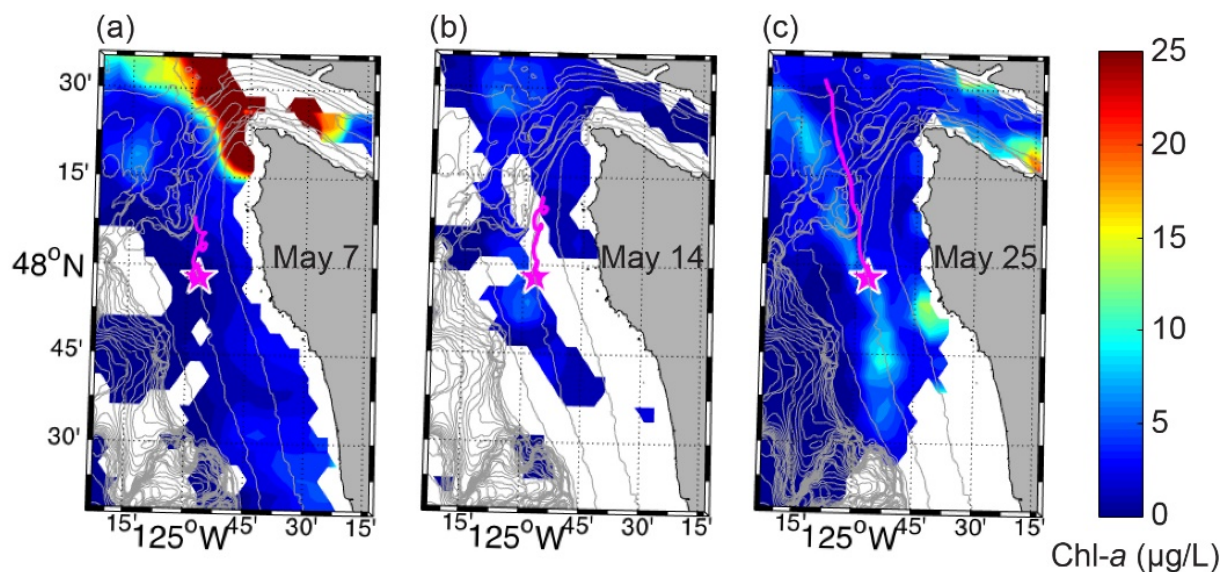 (a) (b) (c)
30' 25
15' 20
48°N May 7 May 14 May 25 15
45' 10
30' 5
0
15' 45' 30' 15' 15' 45' 30' 15' 15' 45' 30' 15'
125°W 125°W 125°W
Chl-a (µg/L)